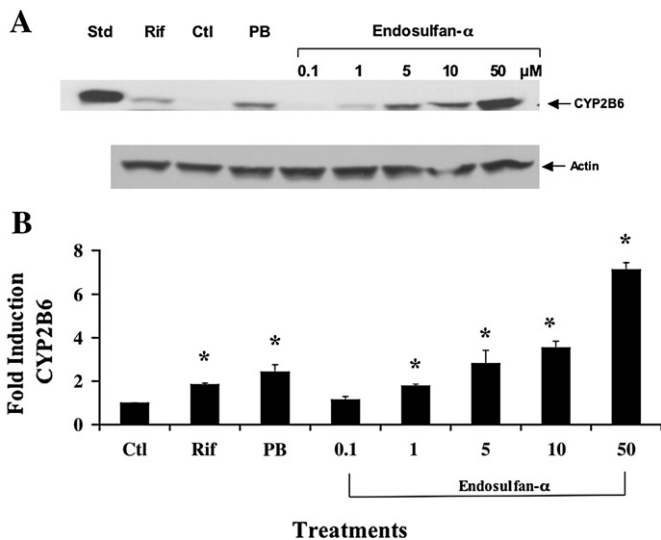 A
Std Rif Ctl PB Endosulfan-α
0.1 1 5 10 50 μM
CYP2B6
Actin
B
Fold Induction
CYP2B6
8
6
4
2
0
* * * * * *
Ctl Rif PB 0.1 1 5 10 50
Endosulfan-α
Treatments